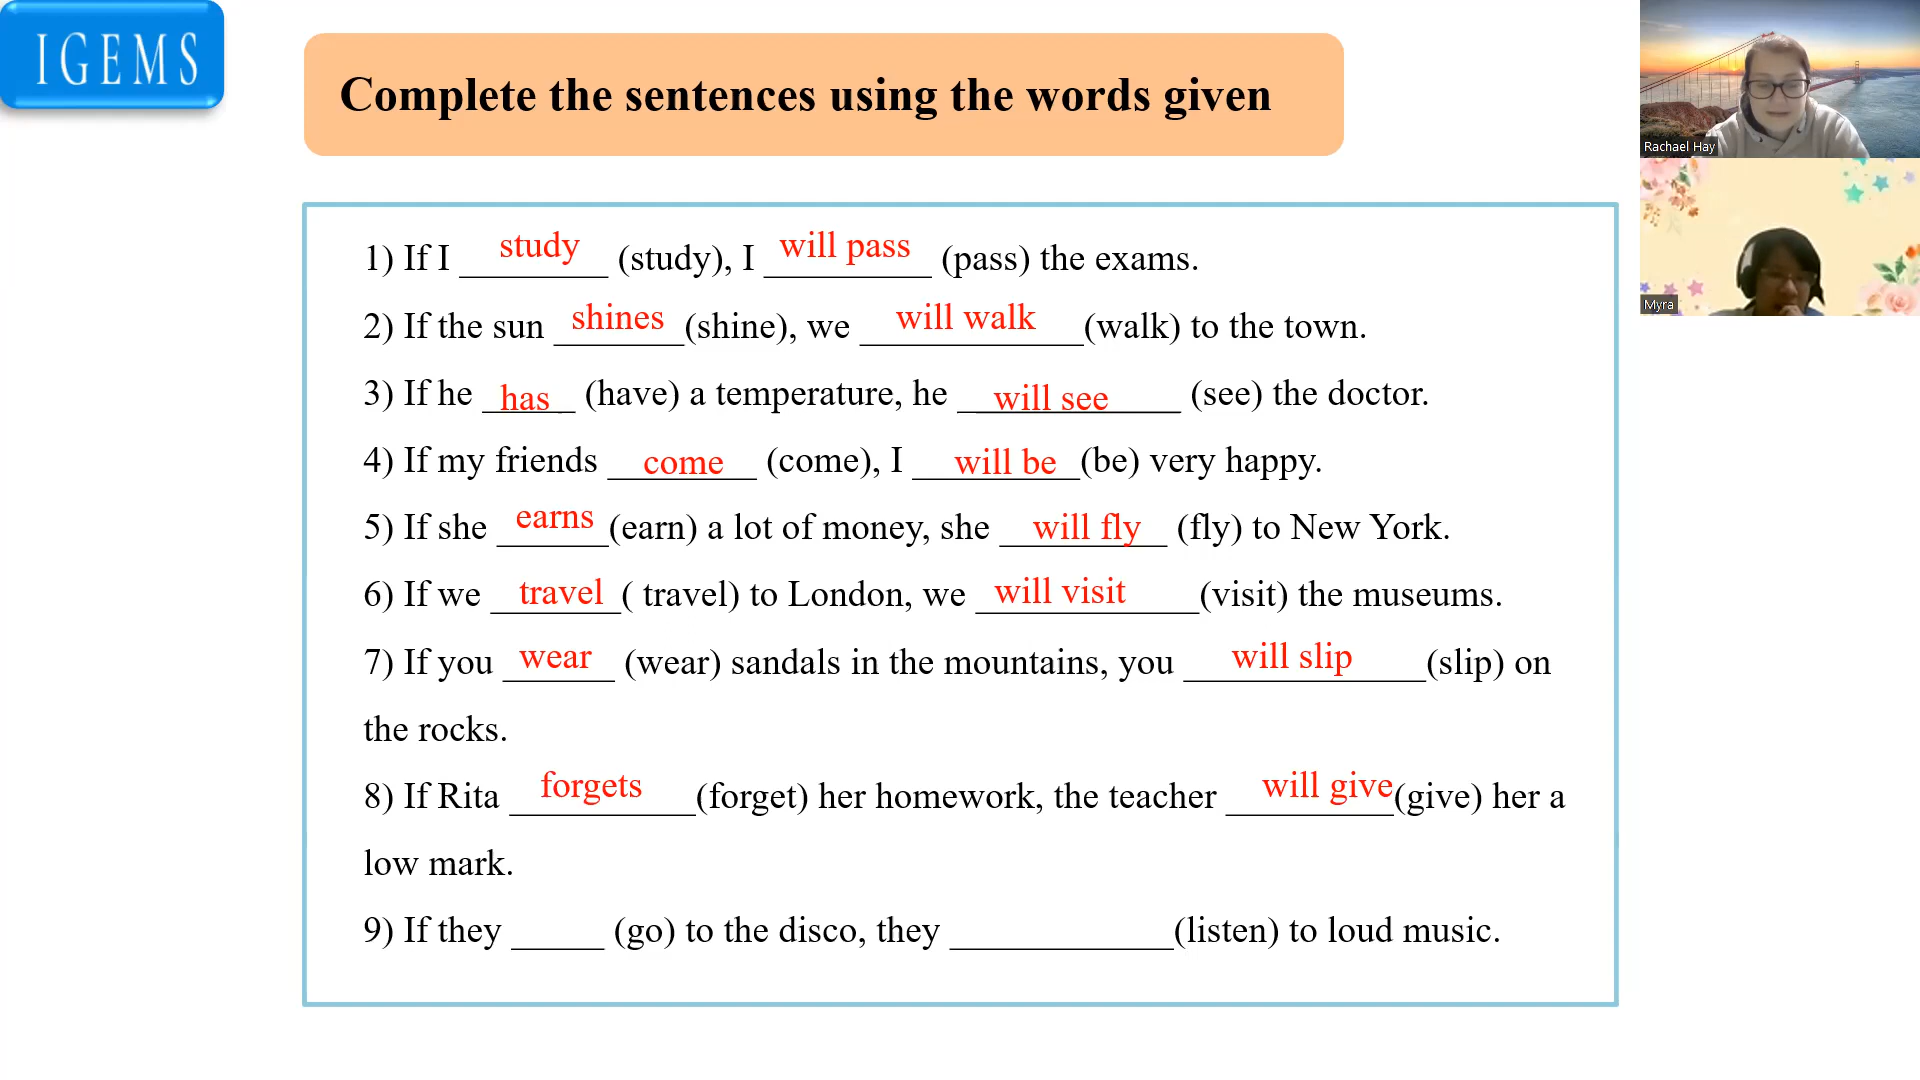 IGEMS
Complete the sentences using the words given
Rachael Hay
Myra
1) If I study (study), I will pass (pass) the exams.
2) If the sun shines (shine), we will walk (walk) to the town.
3) If he has (have) a temperature, he will see (see) the doctor.
4) If my friends come (come), I will be (be) very happy.
5) If she earns (earn) a lot of money, she will fly (fly) to New York.
6) If we travel ( travel) to London, we will visit (visit) the museums.
7) If you wear (wear) sandals in the mountains, you will slip (slip) on
the rocks.
8) If Rita forgets (forget) her homework, the teacher will give (give) her a
low mark.
9) If they _____ (go) to the disco, they ____________(listen) to loud music.